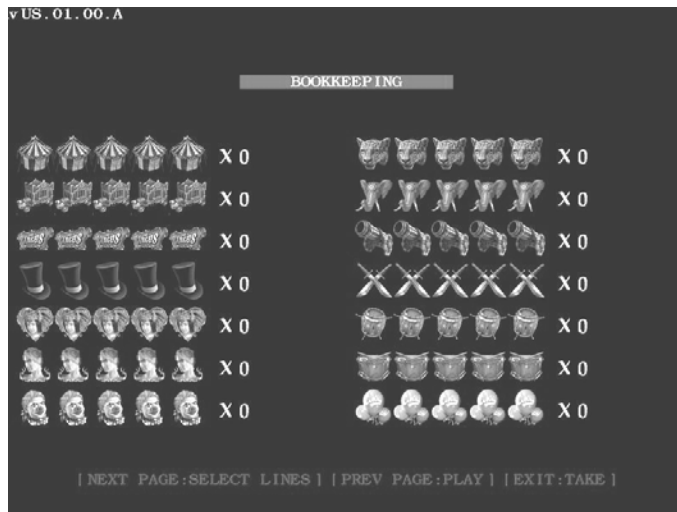 v US.01.00.A
BOOKKEEPING
X 0 X 0
X 0 X 0
X 0 X 0
X 0 X 0
X 0 X 0
X 0 X 0
X 0 X 0
[NEXT PAGE:SELECT LINES] [PREV PAGE:PLAY] [EXIT:TAKE]